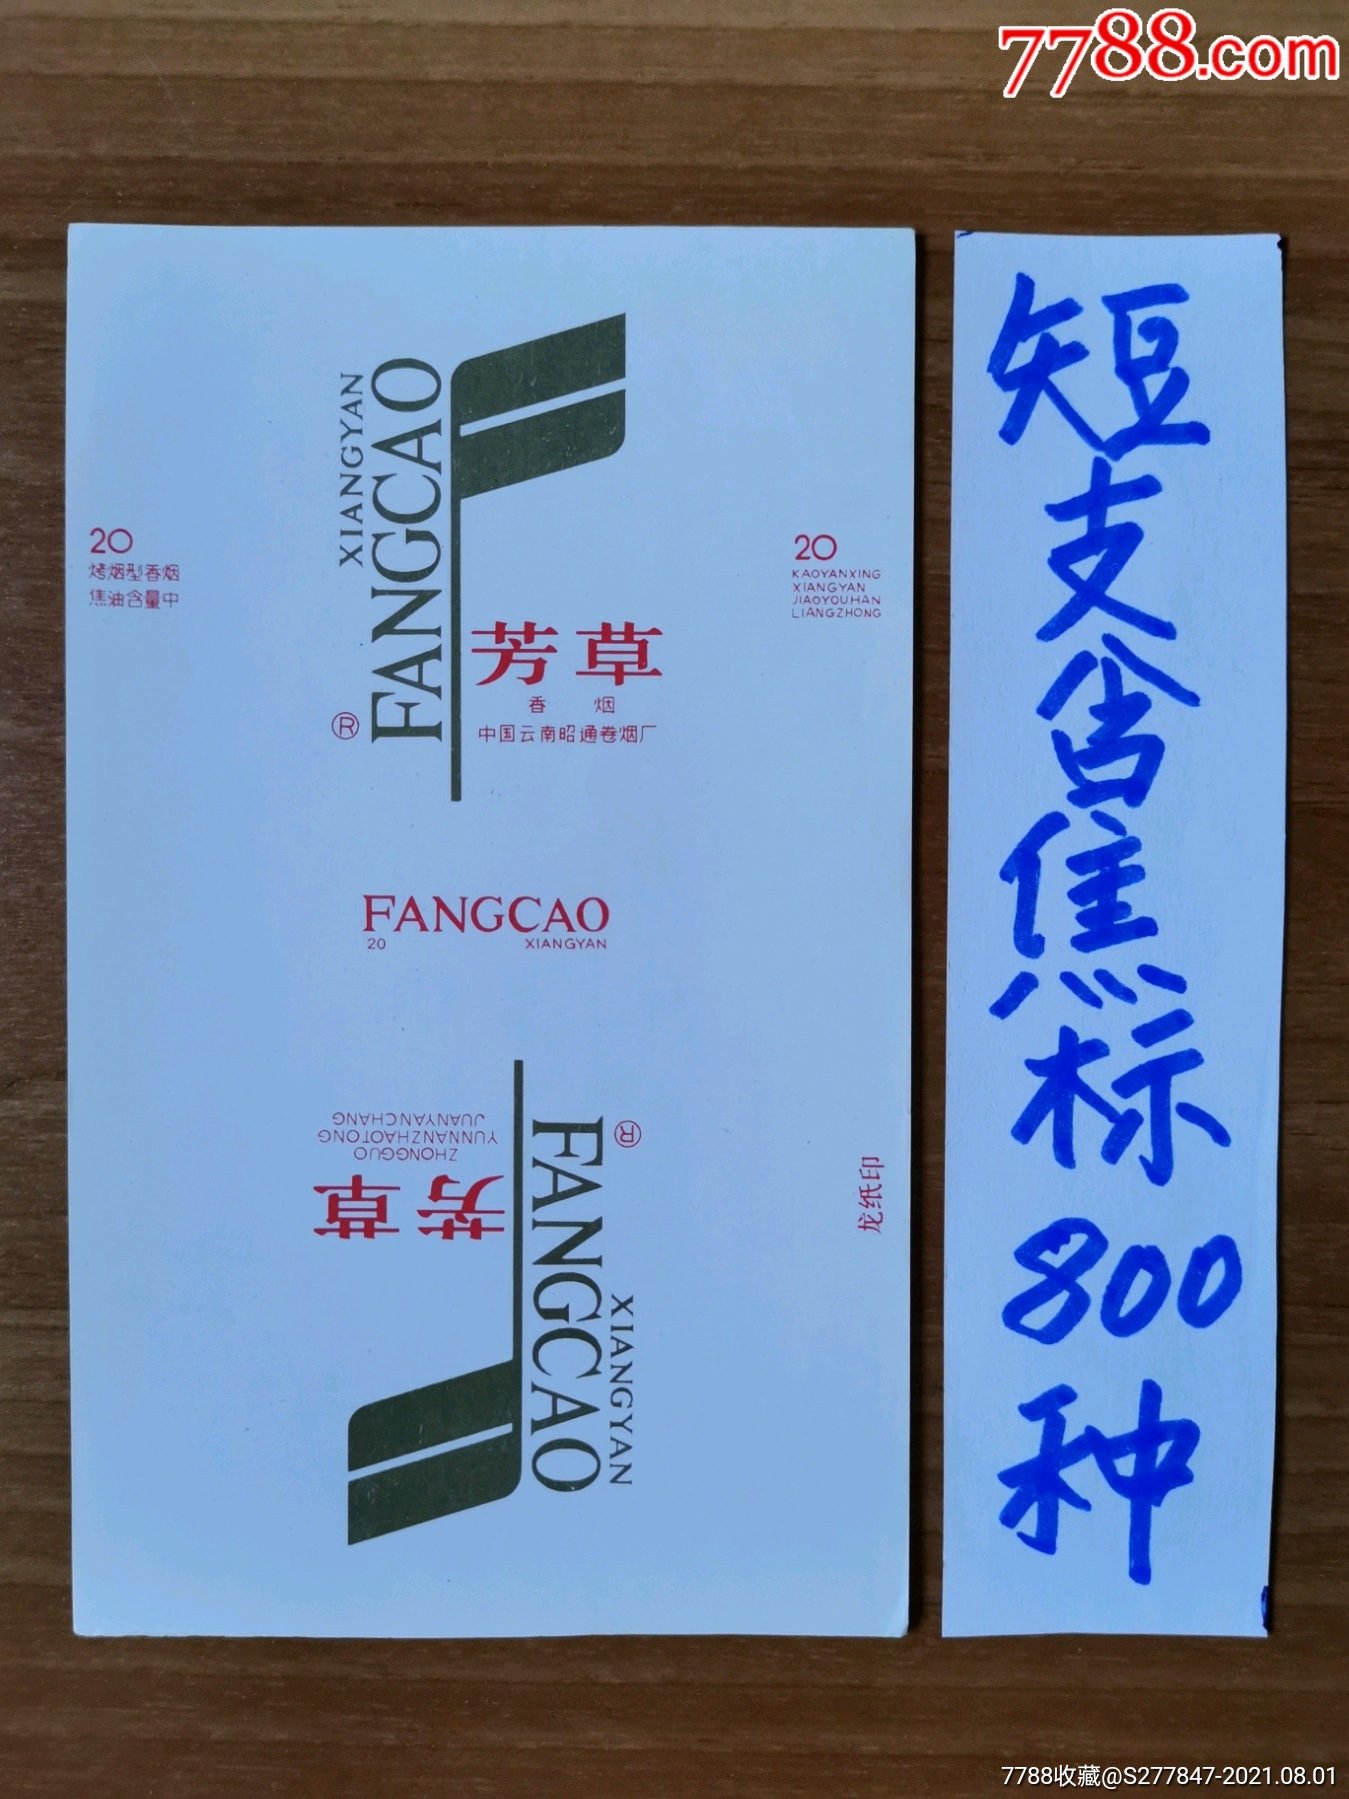 7788.com
XIANGYAN
FANGCAO
®
20
烤烟型香烟
焦油含量中
20
KAOYANXING
XIANGYAN
JIAOYOUHAN
LIANGZHONG
芳草
香烟
中国云南昭通卷烟厂
FANGCAO
20 XIANGYAN
芳草
ZHONGGUO
YUNNANZHAOTONG
JUANYANCHANG
®
FANGCAO
XIANGYAN
龙纸印
短支含焦标800种
7788收藏@S277847-2021.08.01